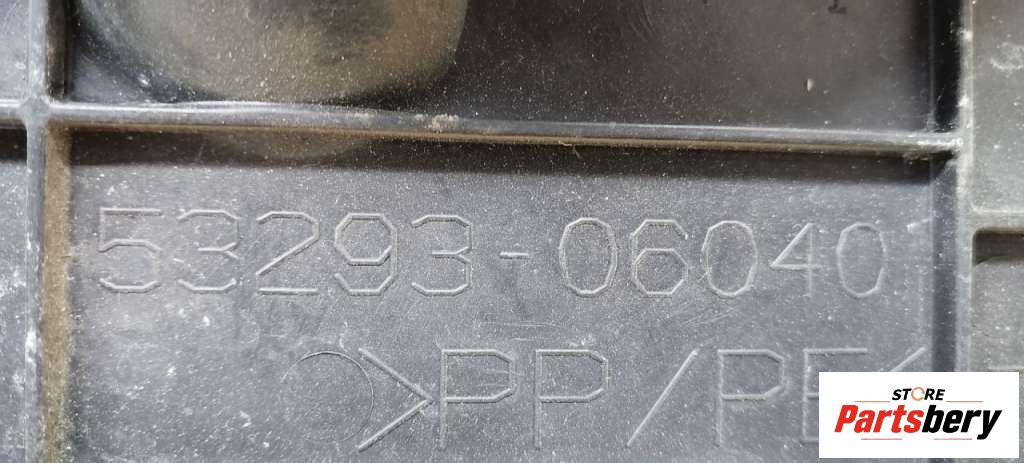 53293-06040
>PP/PE<
STORE
Partsbery